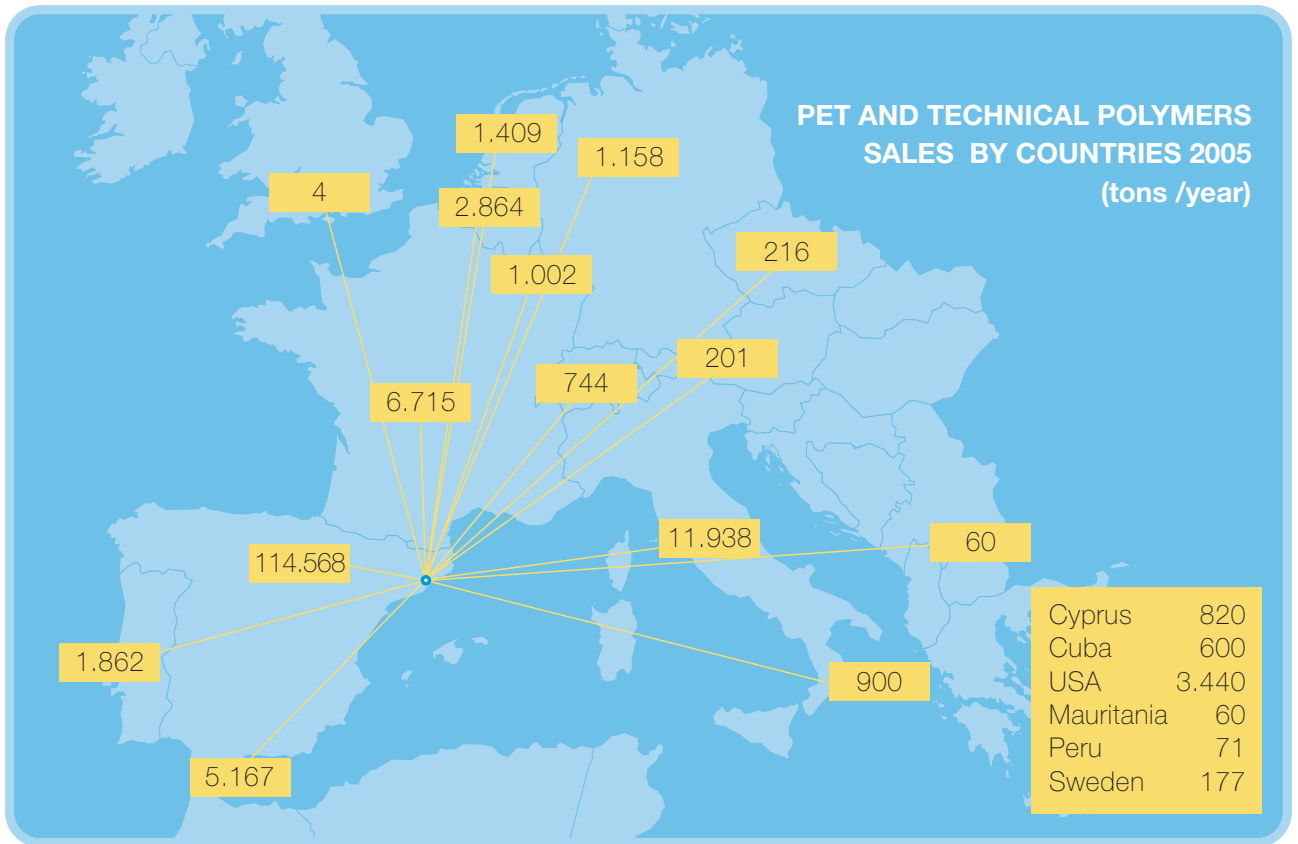 PET AND TECHNICAL POLYMERS
SALES BY COUNTRIES 2005
(tons /year)
1.409
1.158
4
2.864
216
1.002
201
744
6.715
11.938
60
114.568
1.862
900
5.167
Cyprus 820
Cuba 600
USA 3.440
Mauritania 60
Peru 71
Sweden 177